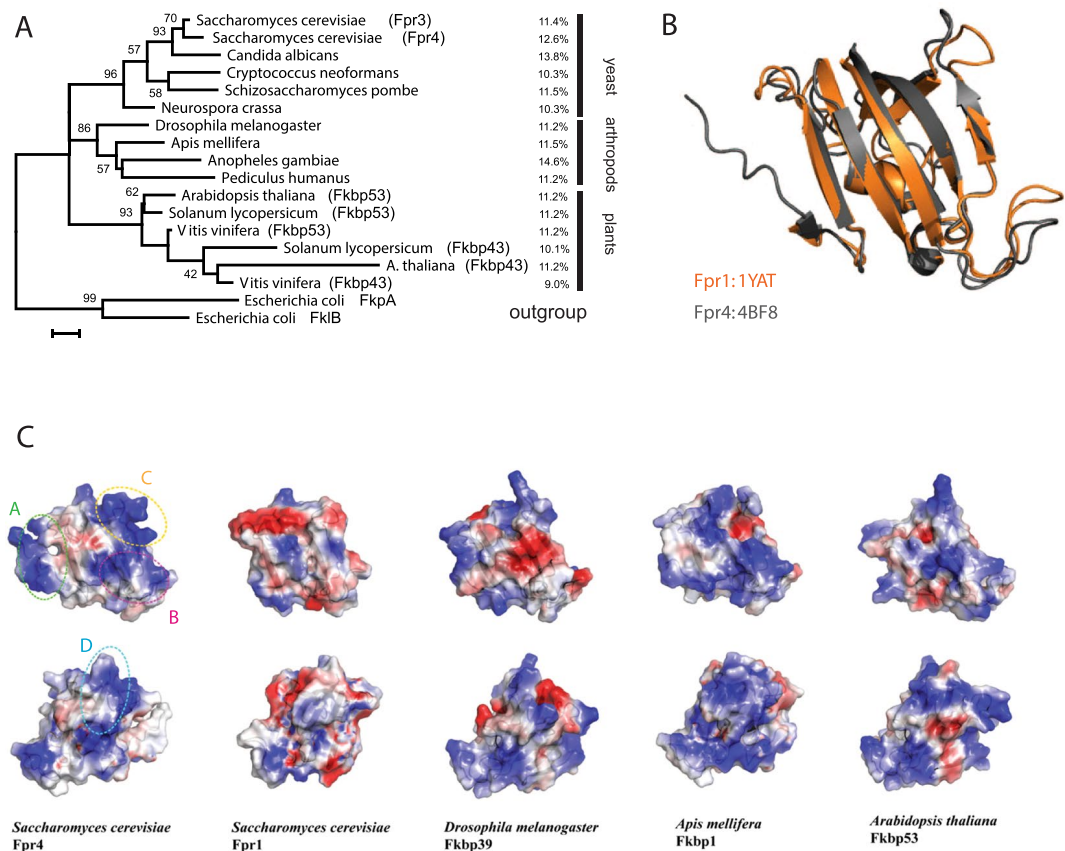 A
70
Saccharomyces cerevisiae (Fpr3) 11.4%
93
Saccharomyces cerevisiae (Fpr4) 12.6%
57
Candida albicans 13.8%
96
Cryptococcus neoformans 10.3%
58
Schizosaccharomyces pombe 11.5%
Neurospora crassa 10.3%
yeast
86
Drosophila melanogaster 11.2%
Apis mellifera 11.5%
57
Anopheles gambiae 14.6%
Pediculus humanus 11.2%
arthropods
62
Arabidopsis thaliana (Fkbp53) 11.2%
93
Solanum lycopersicum (Fkbp53) 11.2%
Vitis vinifera (Fkbp53) 11.2%
Solanum lycopersicum (Fkbp43) 10.1%
42
A. thaliana (Fkbp43) 11.2%
Vitis vinifera (Fkbp43) 9.0%
plants
99
Escherichia coli FkpA
Escherichia coli FklB
outgroup
B
Fpr1:1YAT
Fpr4:4BF8
C
A
C
B
D
Saccharomyces cerevisiae
Fpr4
Saccharomyces cerevisiae
Fpr1
Drosophila melanogaster
Fkbp39
Apis mellifera
Fkbp1
Arabidopsis thaliana
Fkbp53